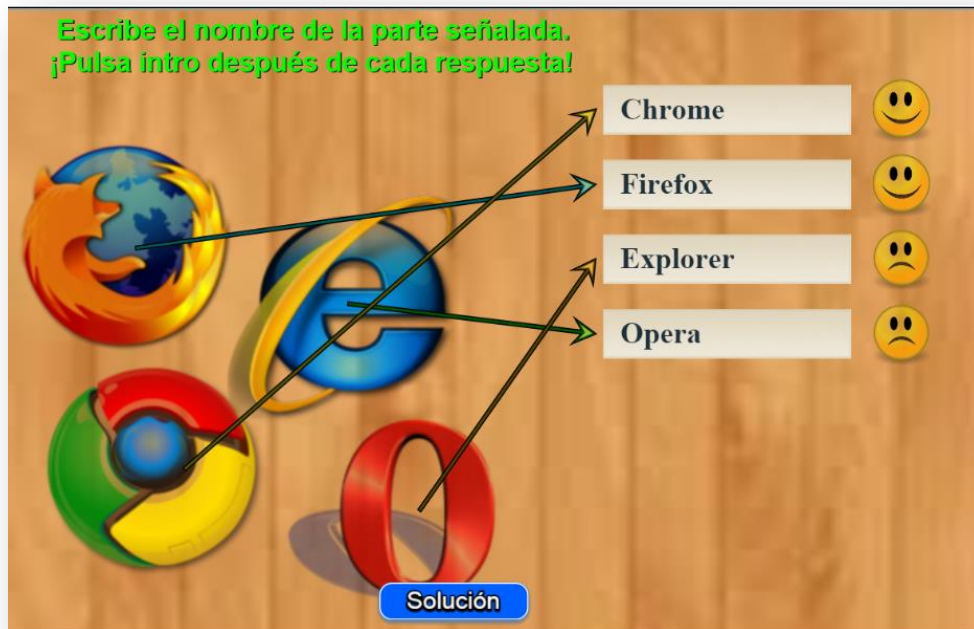 Escribe el nombre de la parte señalada.
¡Pulsa intro después de cada respuesta!
Chrome
Firefox
Explorer
Opera
Solución